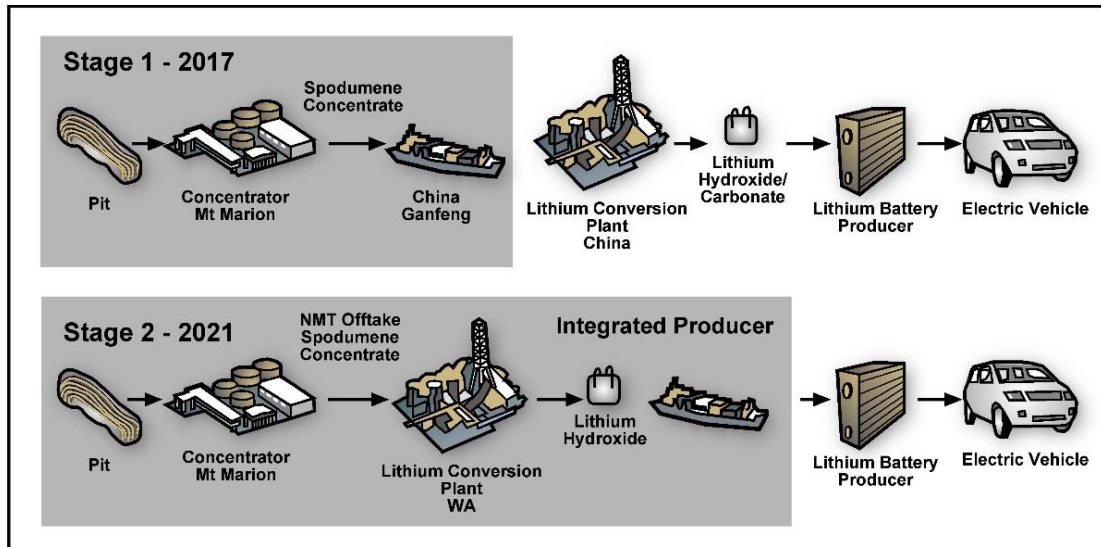 Stage 1 - 2017
Spodumene
Concentrate
Pit
Concentrator
Mt Marion
China
Ganfeng
Lithium Conversion
Plant
China
Lithium
Hydroxide/
Carbonate
Lithium Battery
Producer
Electric Vehicle
Stage 2 - 2021
NMT Offtake
Spodumene
Concentrate
Integrated Producer
Pit
Concentrator
Mt Marion
Lithium Conversion
Plant
WA
Lithium
Hydroxide
Lithium Battery
Producer
Electric Vehicle